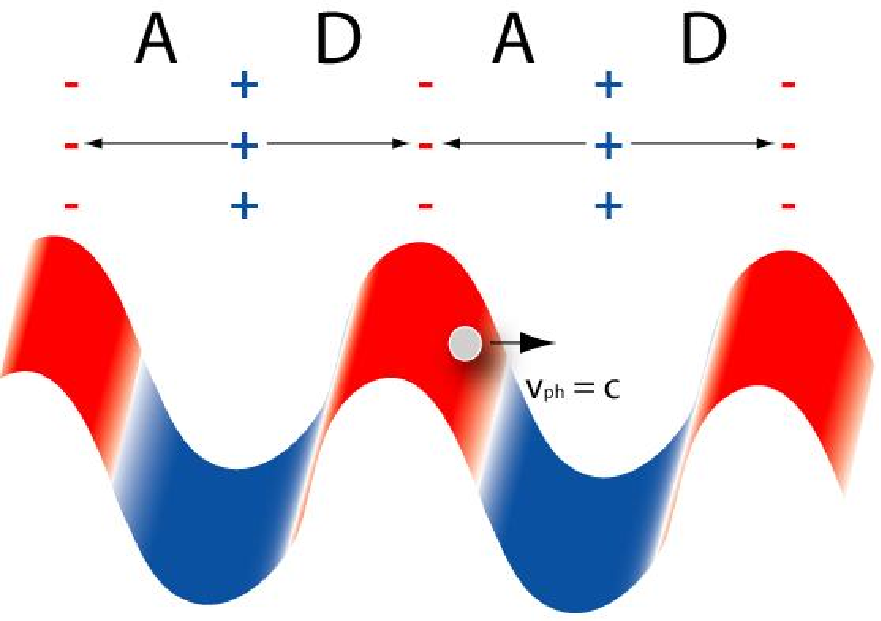 A D A D
- + - + -
- + - + -
- + - + -
vph = c